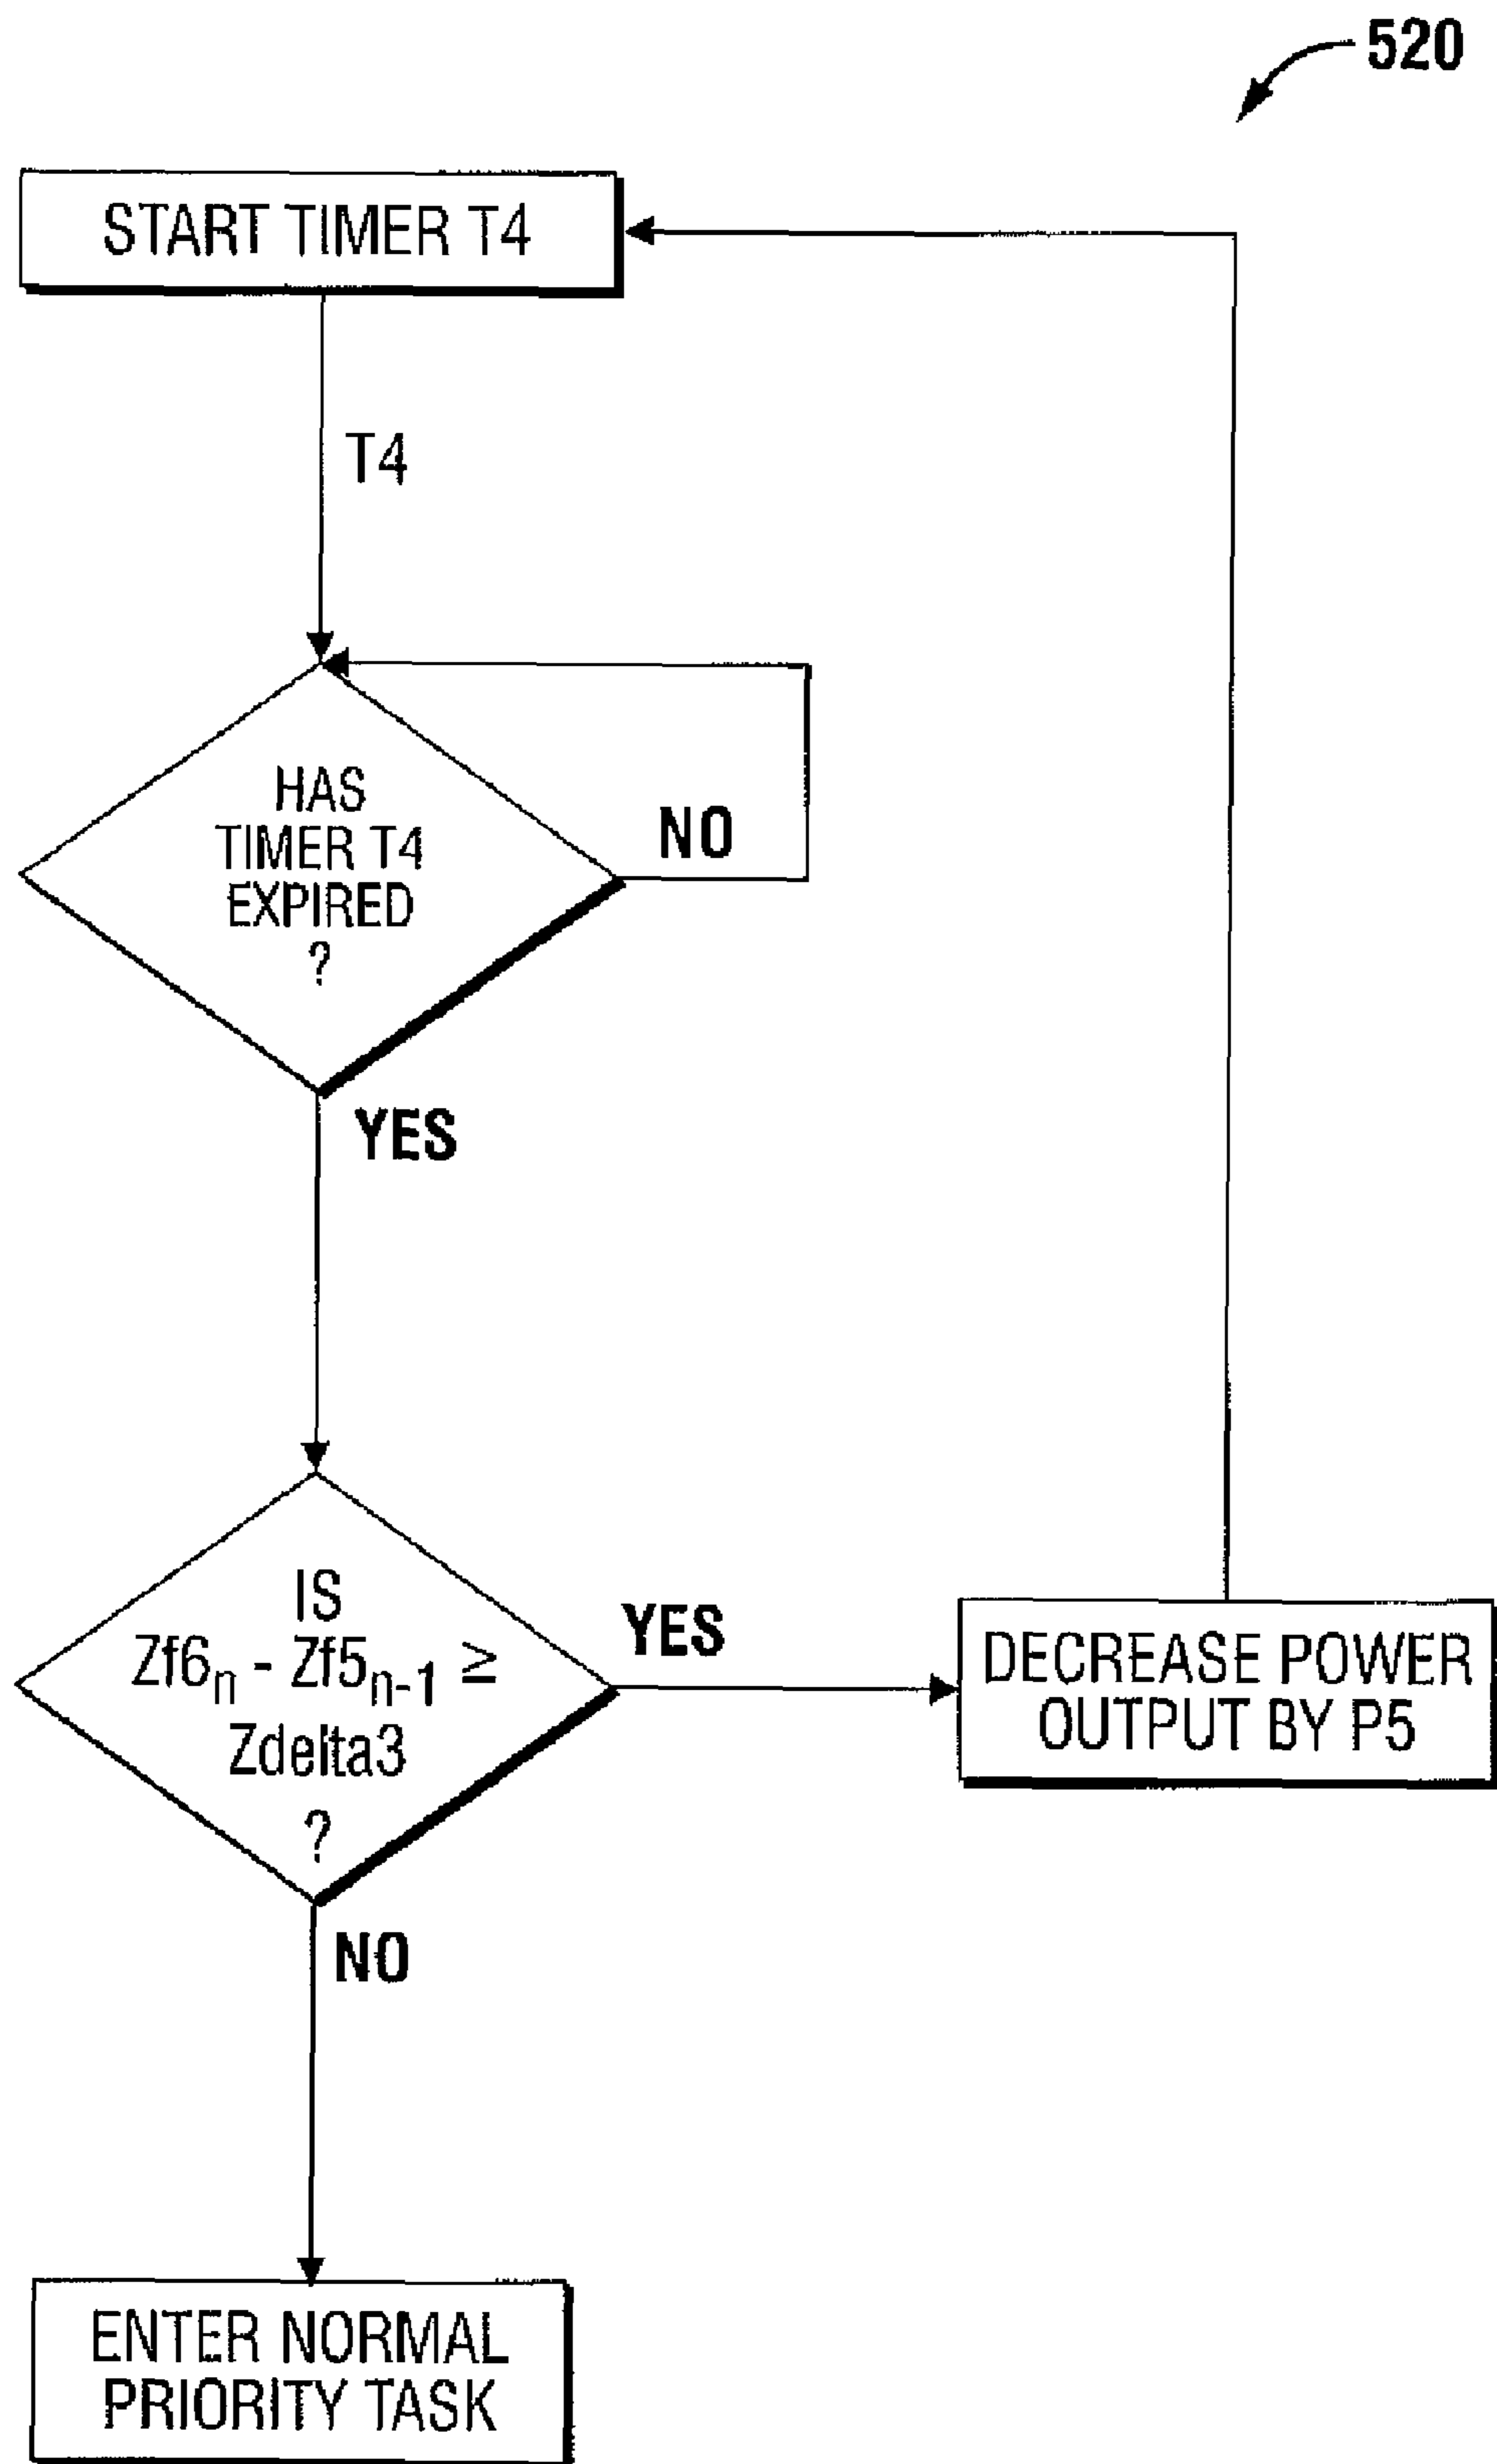 520
START TIMER T4
T4
HAS
TIMER T4
EXPIRED
?
NO
YES
IS
Zf6n - Zf5n-1 ≥
Zdelta3
?
YES
DECREASE POWER
OUTPUT BY P5
NO
ENTER NORMAL
PRIORITY TASK